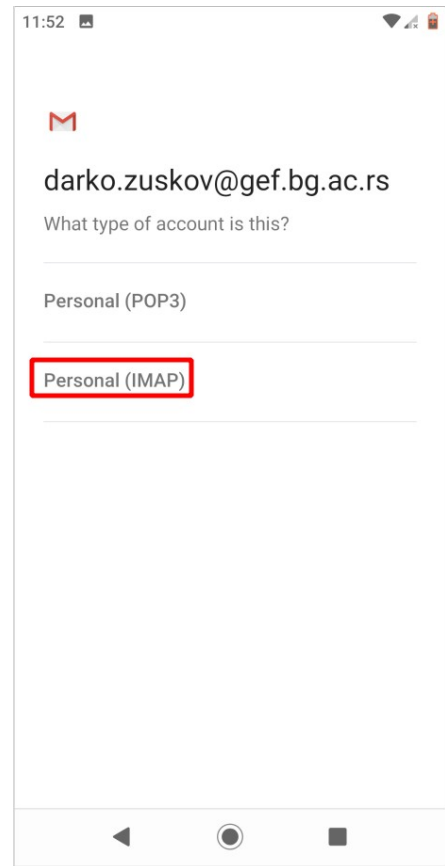 11:52
darko.zuskov@gef.bg.ac.rs
What type of account is this?
Personal (POP3)
Personal (IMAP)